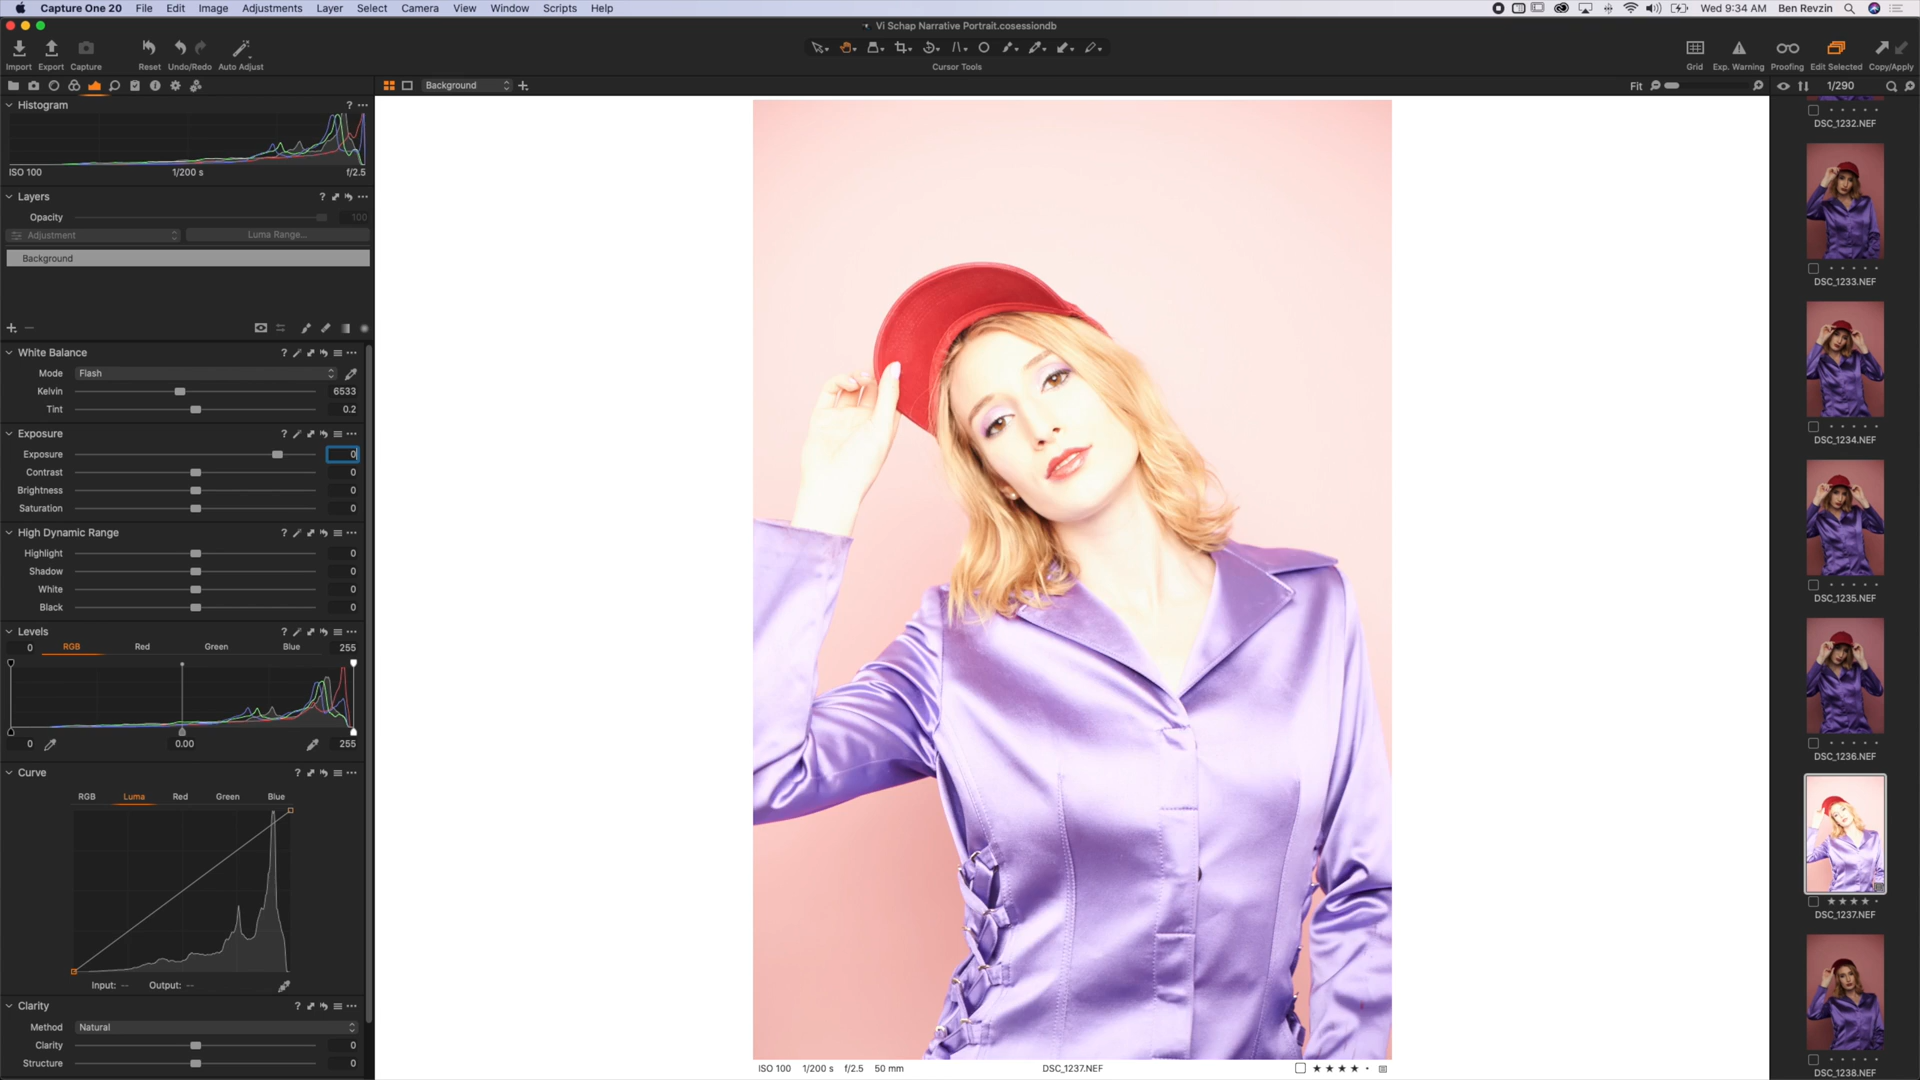 Capture One 20 File Edit Image Adjustments Layer Select Camera View Window Scripts Help Wed 9:34 AM Ben Revzin
Vi Schap Narrative Portrait.cosessiondb
Import Export Capture Reset Undo/Redo Auto Adjust Cursor Tools Grid Exp. Warning Proofing Edit Selected Copy/Apply
Background Fit 1/290
Histogram ?
ISO 100 1/200 s f/2.5
Layers ?
Opacity 100
Adjustment Luma Range...
Background
White Balance ?
Mode Flash
Kelvin 6533
Tint 0.2
Exposure ?
Exposure 0
Contrast 0
Brightness 0
Saturation 0
High Dynamic Range ?
Highlight 0
Shadow 0
White 0
Black 0
Levels ?
0 RGB Red Green Blue 255
0 0.00 255
Curve ?
RGB Luma Red Green Blue
Input: -- Output: --
Clarity ?
Method Natural
Clarity 0
Structure 0
ISO 100 1/200 s f/2.5 50 mm DSC_1237.NEF
DSC_1232.NEF
DSC_1233.NEF
DSC_1234.NEF
DSC_1235.NEF
DSC_1236.NEF
DSC_1237.NEF
DSC_1238.NEF